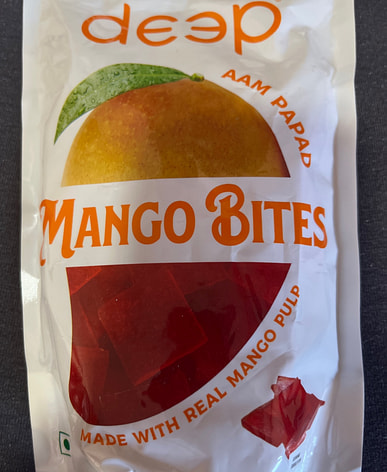 deep
AAM PAPAD
MANGO BITES
MADE WITH REAL MANGO PULP